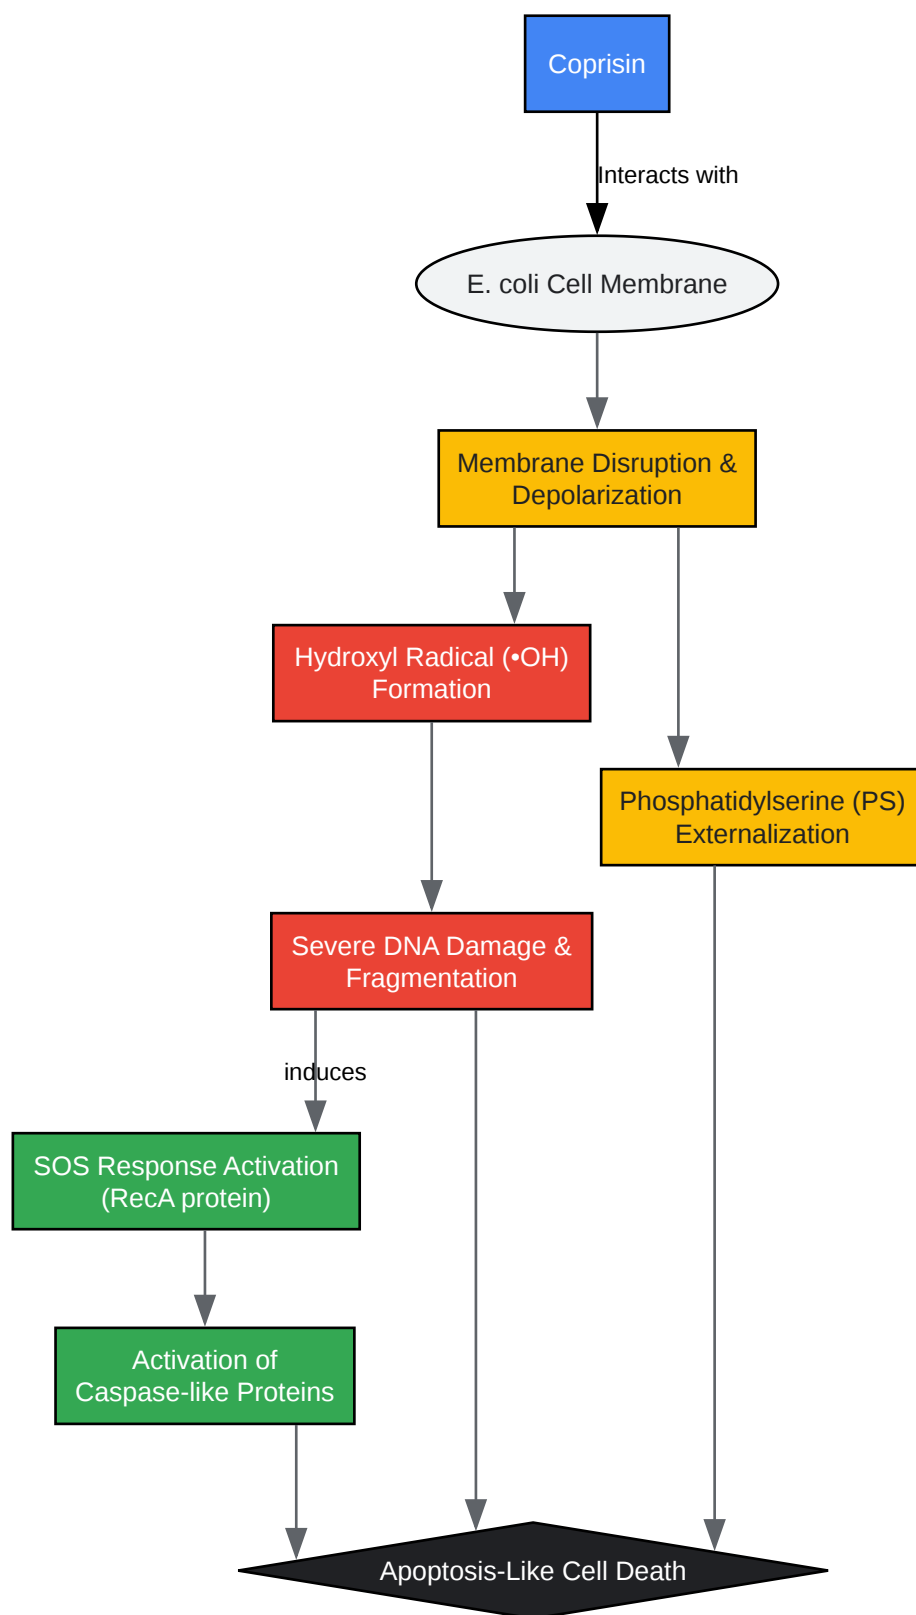 Coprisin
Interacts with
E. coli Cell Membrane
Membrane Disruption &
Depolarization
Hydroxyl Radical (•OH)
Formation
Phosphatidylserine (PS)
Externalization
Severe DNA Damage &
Fragmentation
induces
SOS Response Activation
(RecA protein)
Activation of
Caspase-like Proteins
Apoptosis-Like Cell Death